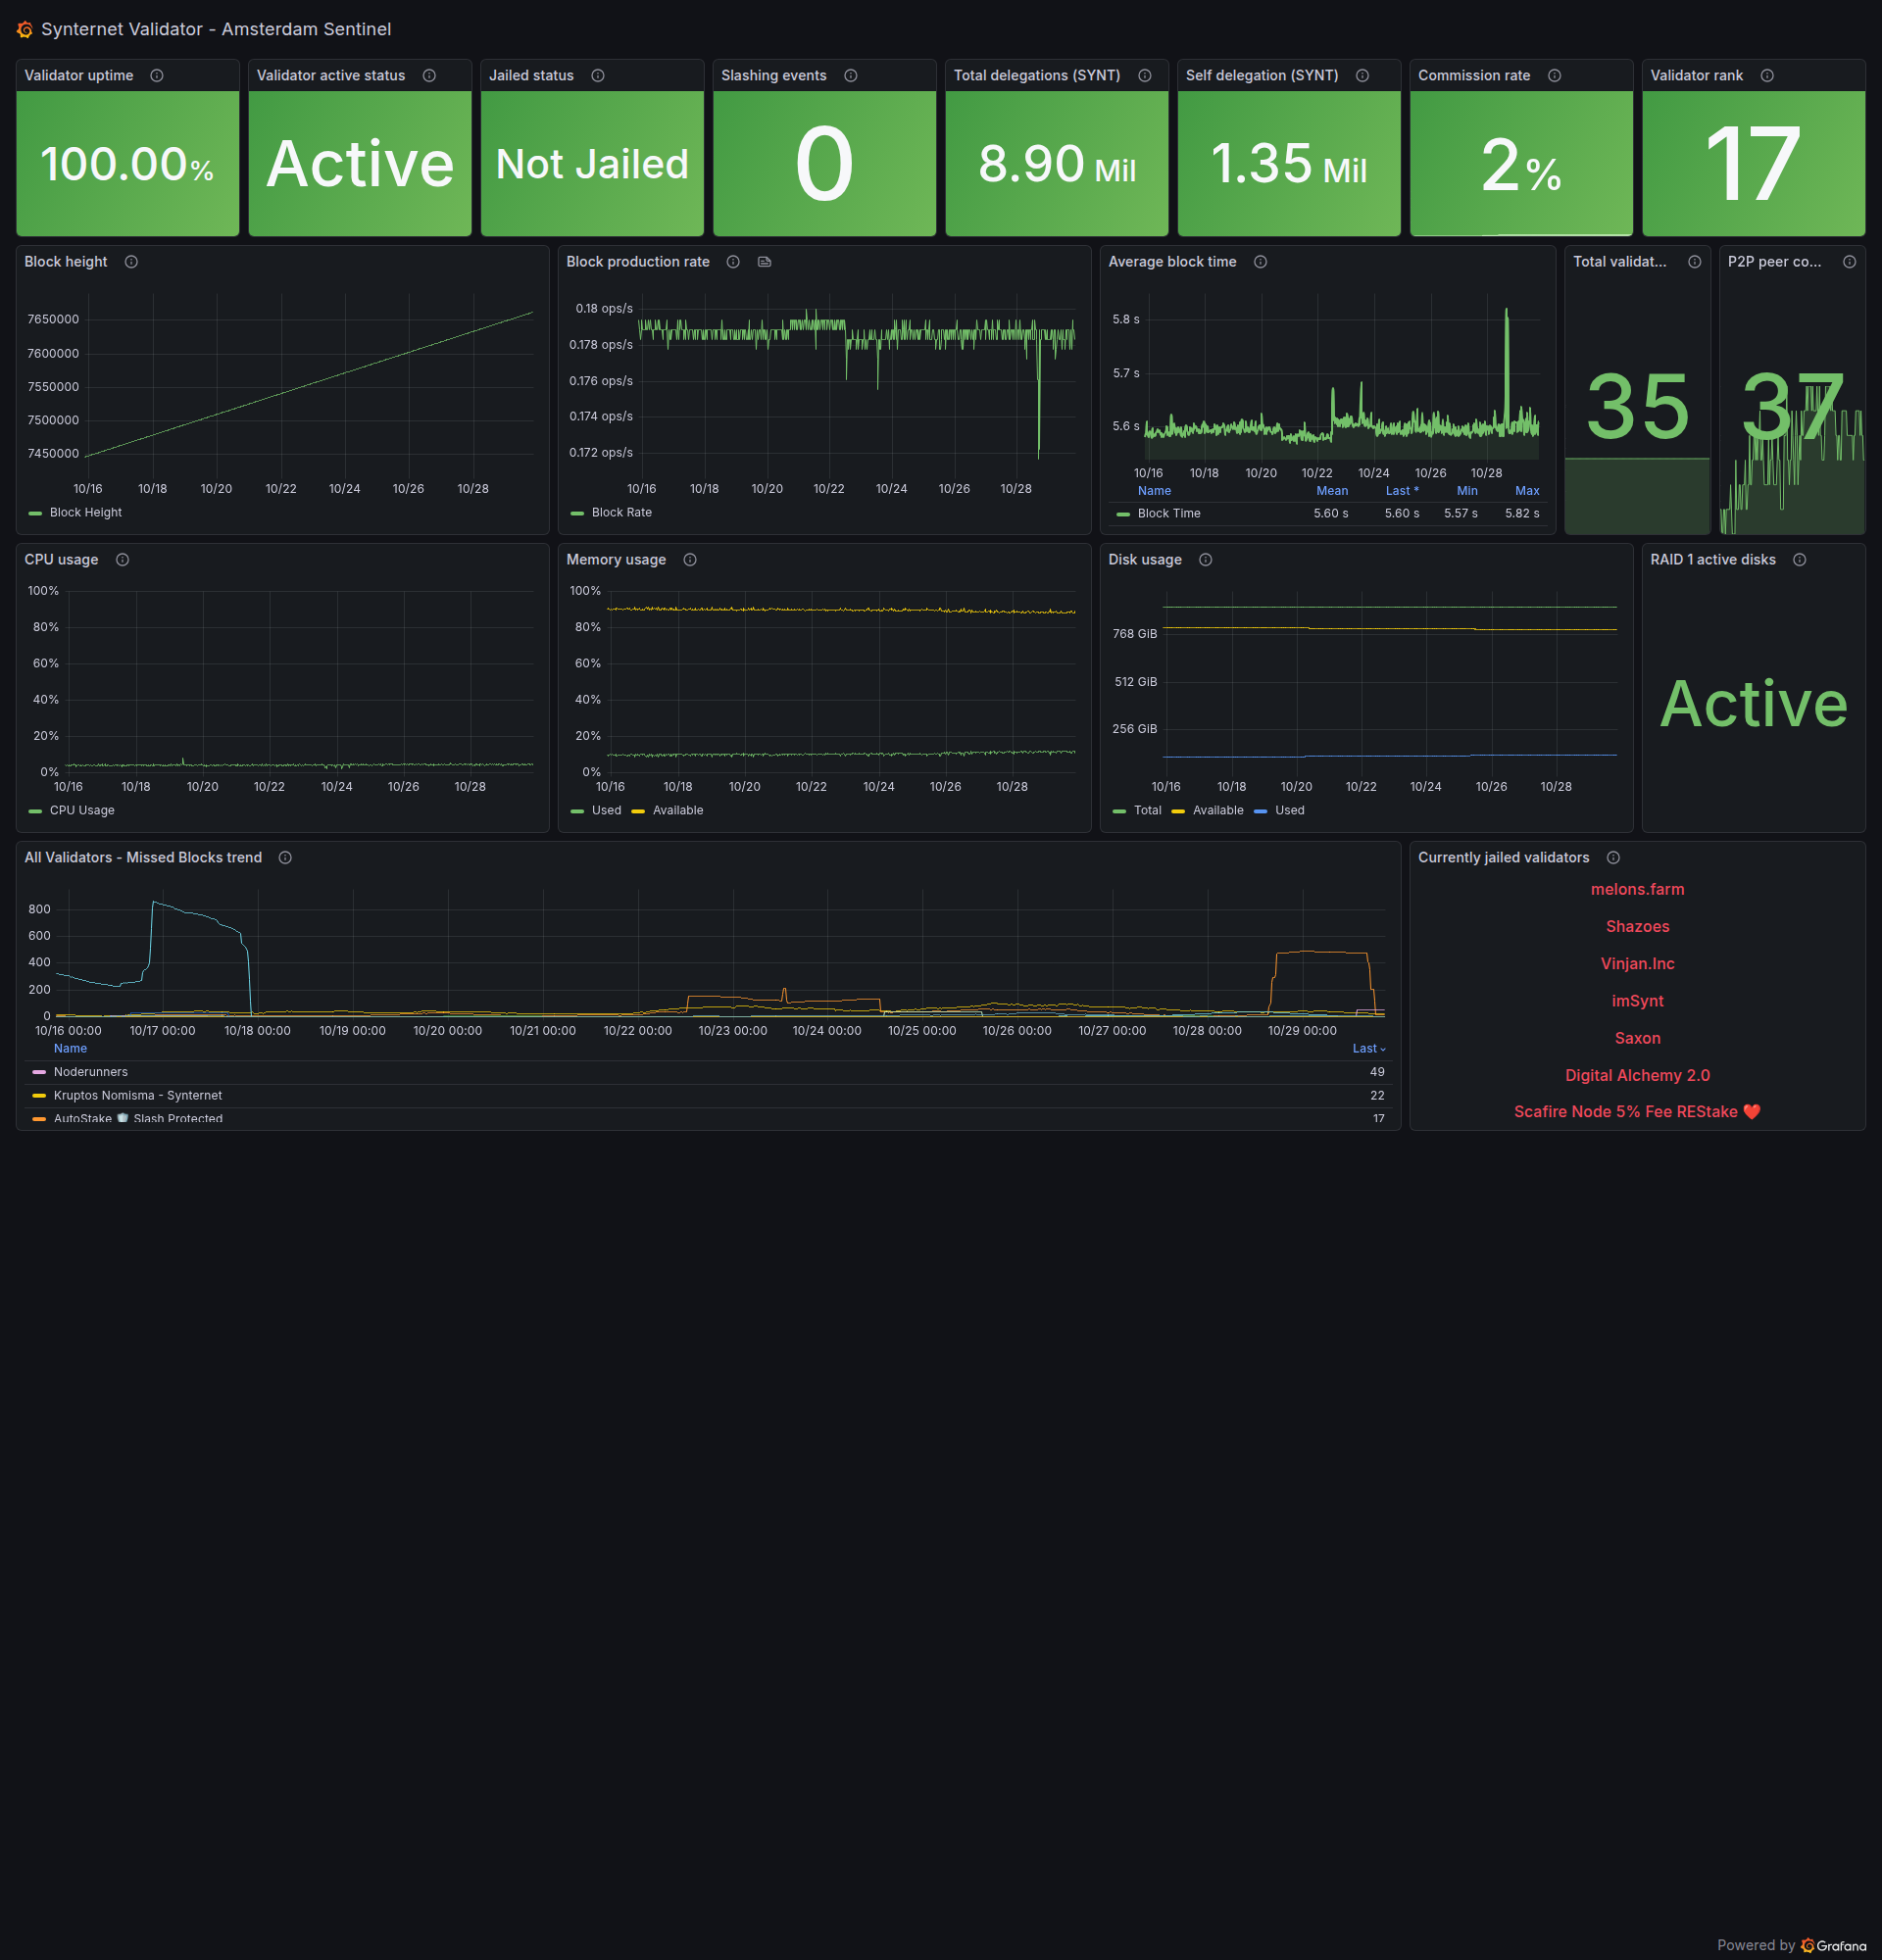 Synternet Validator - Amsterdam Sentinel
Validator uptime
100.00%
Validator active status
Active
Jailed status
Not Jailed
Slashing events
0
Total delegations (SYNT)
8.90 Mil
Self delegation (SYNT)
1.35 Mil
Commission rate
2%
Validator rank
17
Block height
7650000
7600000
7550000
7500000
7450000
10/16 10/18 10/20 10/22 10/24 10/26 10/28
Block Height
Block production rate
0.18 ops/s
0.178 ops/s
0.176 ops/s
0.174 ops/s
0.172 ops/s
10/16 10/18 10/20 10/22 10/24 10/26 10/28
Block Rate
Average block time
5.8 s
5.7 s
5.6 s
10/16 10/18 10/20 10/22 10/24 10/26 10/28
Name Mean Last * Min Max
Block Time 5.60 s 5.60 s 5.57 s 5.82 s
Total validat...
35
P2P peer co...
37
CPU usage
100%
80%
60%
40%
20%
0%
10/16 10/18 10/20 10/22 10/24 10/26 10/28
CPU Usage
Memory usage
100%
80%
60%
40%
20%
0%
10/16 10/18 10/20 10/22 10/24 10/26 10/28
Used Available
Disk usage
768 GiB
512 GiB
256 GiB
10/16 10/18 10/20 10/22 10/24 10/26 10/28
Total Available Used
RAID 1 active disks
Active
All Validators - Missed Blocks trend
800
600
400
200
0
10/16 00:00 10/17 00:00 10/18 00:00 10/19 00:00 10/20 00:00 10/21 00:00 10/22 00:00 10/23 00:00 10/24 00:00 10/25 00:00 10/26 00:00 10/27 00:00 10/28 00:00 10/29 00:00
Name Last
Noderunners 49
Kruptos Nomisma - Synternet 22
AutoStake 🛡️ Slash Protected 17
Currently jailed validators
melons.farm
Shazoes
Vinjan.Inc
imSynt
Saxon
Digital Alchemy 2.0
Scafire Node 5% Fee REStake ❤️
Powered by Grafana